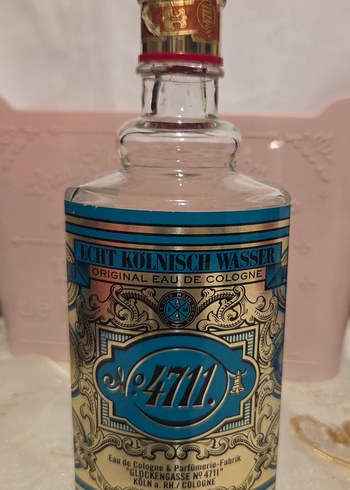 4711
ECHT KÖLNISCH WASSER
ORIGINAL EAU DE COLOGNE
Nº 4711.
Eau de Cologne & Parfümerie-Fabrik
"GLOCKENGASSE Nº 4711"
KÖLN a. RH./COLOGNE